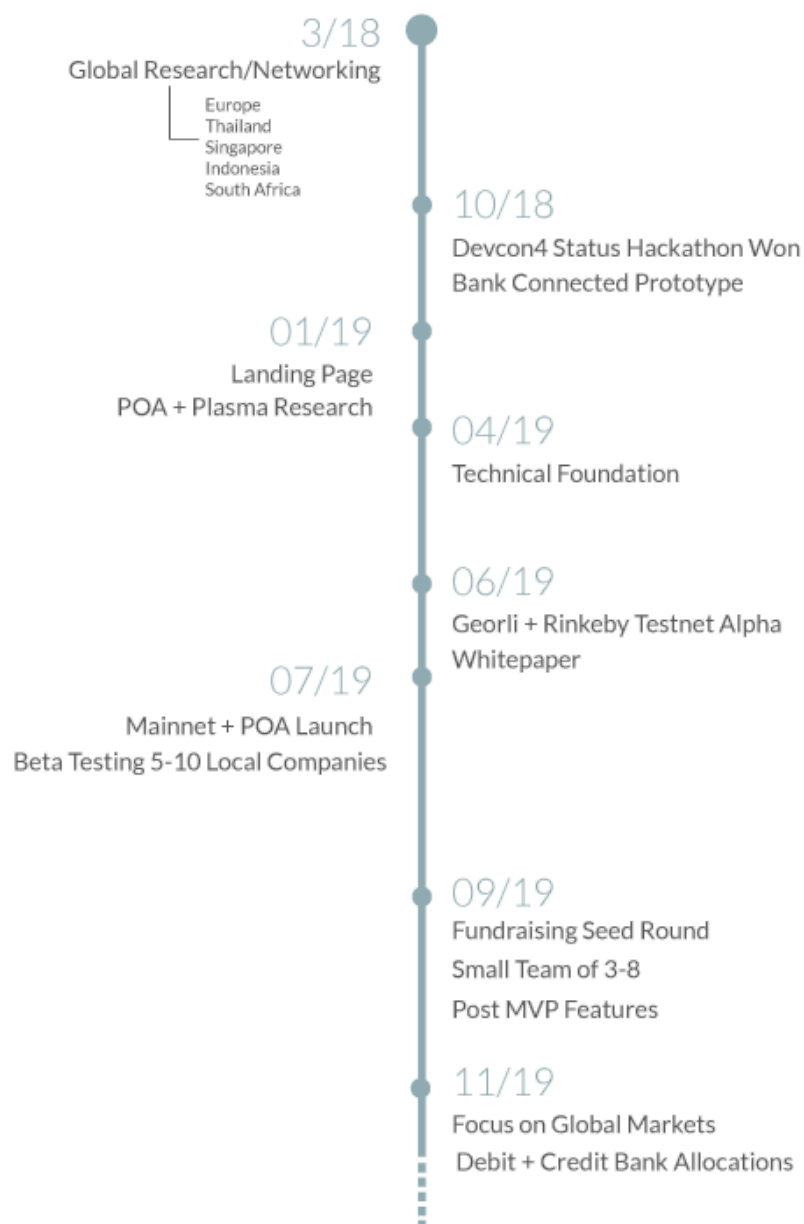 3/18
Global Research/Networking
Europe
Thailand
Singapore
Indonesia
South Africa
10/18
Devcon4 Status Hackathon Won
Bank Connected Prototype
01/19
Landing Page
POA + Plasma Research
04/19
Technical Foundation
06/19
Georli + Rinkeby Testnet Alpha
Whitepaper
07/19
Mainnet + POA Launch
Beta Testing 5-10 Local Companies
09/19
Fundraising Seed Round
Small Team of 3-8
Post MVP Features
11/19
Focus on Global Markets
Debit + Credit Bank Allocations